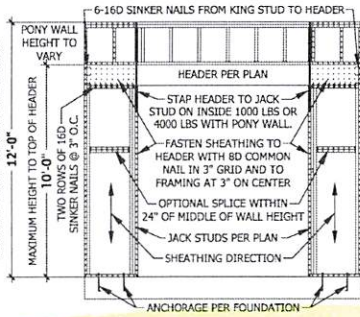 6-16D SINKER NAILS FROM KING STUD TO HEADER
PONY WALL
HEIGHT TO
VARY
HEADER PER PLAN
STAP HEADER TO JACK
STUD ON INSIDE 1000 LBS OR
4000 LBS WITH PONY WALL.
FASTEN SHEATHING TO
HEADER WITH 8D COMMON
NAIL IN 3" GRID AND TO
FRAMING AT 3" ON CENTER
OPTIONAL SPLICE WITHIN
24" OF MIDDLE OF WALL HEIGHT
JACK STUDS PER PLAN
SHEATHING DIRECTION
ANCHORAGE PER FOUNDATION
12'-0"
MAXIMUM HEIGHT TO TOP OF HEADER
10'-0"
TWO ROWS OF 16D
SINKER NAILS @ 3" O.C.